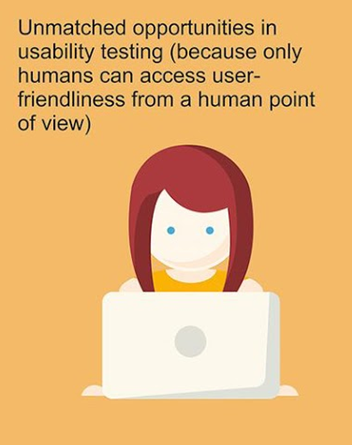 Unmatched opportunities in
usability testing (because only
humans can access user-
friendliness from a human point
of view)